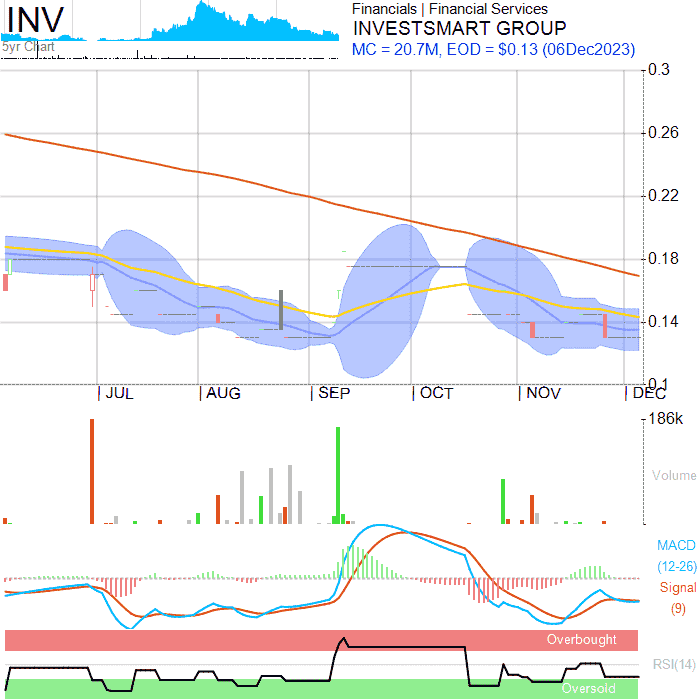 INV
5yr Chart
Financials | Financial Services
INVESTSMART GROUP
MC = 20.7M, EOD = $0.13 (06Dec2023)
0.3
0.26
0.22
0.18
0.14
0.1
JUL AUG SEP OCT NOV DEC
186k
Volume
MACD
(12-26)
Signal
(9)
Overbought
RSI(14)
Oversold